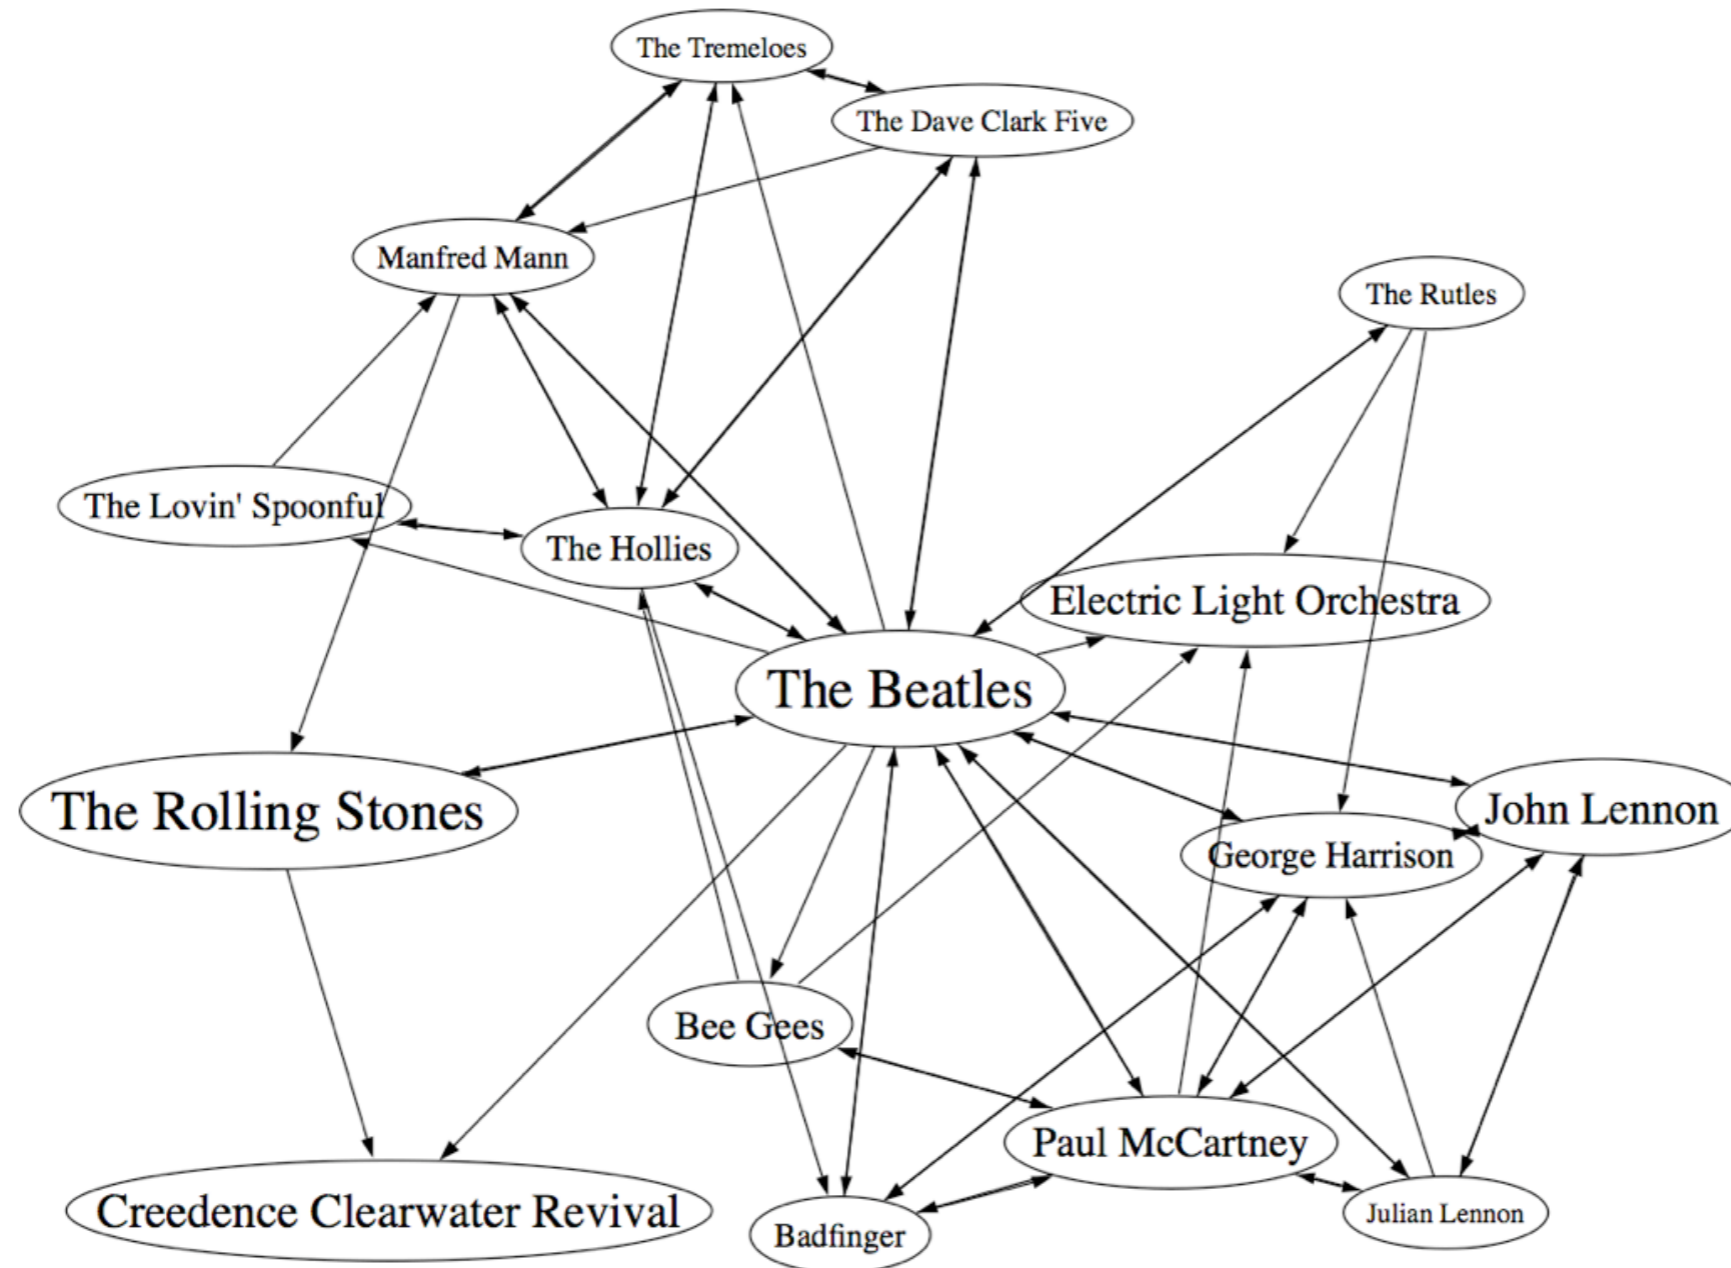 The Tremeloes
The Dave Clark Five
Manfred Mann
The Rutles
The Lovin' Spoonful
The Hollies
Electric Light Orchestra
The Beatles
The Rolling Stones
John Lennon
George Harrison
Bee Gees
Paul McCartney
Creedence Clearwater Revival
Julian Lennon
Badfinger